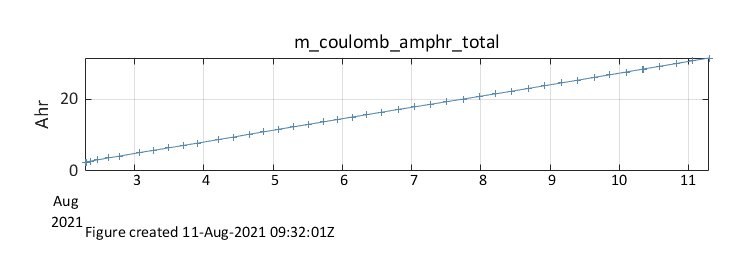 m_coulomb_amphr_total
Ahr
20
0
3 4 5 6 7 8 9 10 11
Aug
2021
Figure created 11-Aug-2021 09:32:01Z